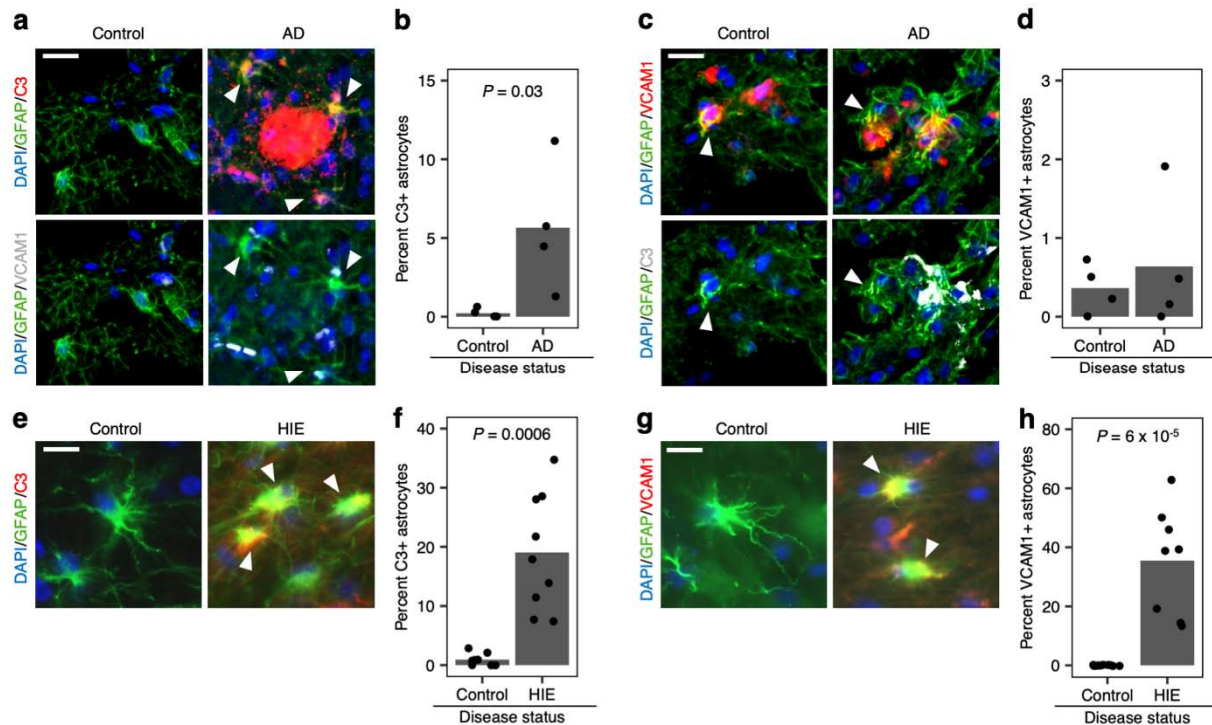 a
Control
AD
DAPI/GFAP/C3
DAPI/GFAP/VCAM1
b
Percent C3+ astrocytes
15
10
5
0
P = 0.03
Control
AD
Disease status
c
Control
AD
DAPI/GFAP/VCAM1
DAPI/GFAP/C3
d
Percent VCAM1+ astrocytes
3
2
1
0
Control
AD
Disease status
e
Control
HIE
DAPI/GFAP/C3
f
Percent C3+ astrocytes
40
30
20
10
0
P = 0.0006
Control
HIE
Disease status
g
Control
HIE
DAPI/GFAP/VCAM1
h
Percent VCAM1+ astrocytes
80
60
40
20
0
P = 6 x 10⁻⁵
Control
HIE
Disease status